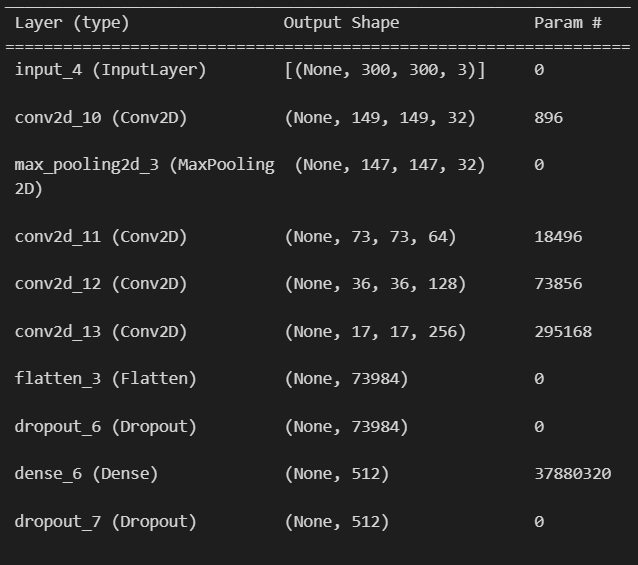 Layer (type) Output Shape Param #
=================================================================
input_4 (InputLayer) [(None, 300, 300, 3)] 0
conv2d_10 (Conv2D) (None, 149, 149, 32) 896
max_pooling2d_3 (MaxPooling (None, 147, 147, 32) 0
2D)
conv2d_11 (Conv2D) (None, 73, 73, 64) 18496
conv2d_12 (Conv2D) (None, 36, 36, 128) 73856
conv2d_13 (Conv2D) (None, 17, 17, 256) 295168
flatten_3 (Flatten) (None, 73984) 0
dropout_6 (Dropout) (None, 73984) 0
dense_6 (Dense) (None, 512) 37880320
dropout_7 (Dropout) (None, 512) 0